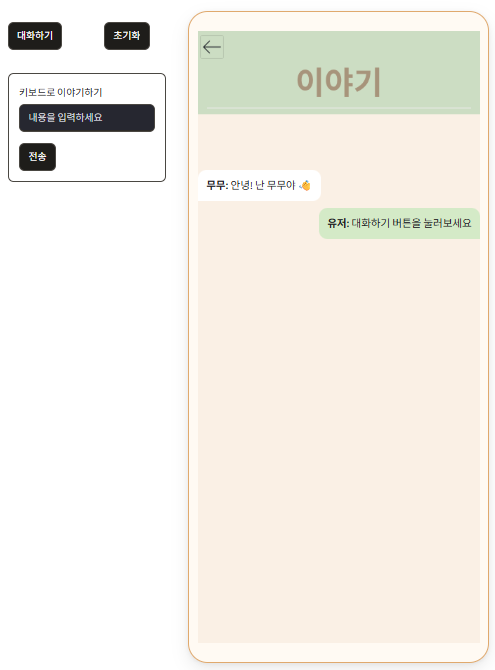 대화하기
초기화
키보드로 이야기하기
내용을 입력하세요
전송
이야기
무무: 안녕! 난 무무야 👋
유저: 대화하기 버튼을 눌러보세요